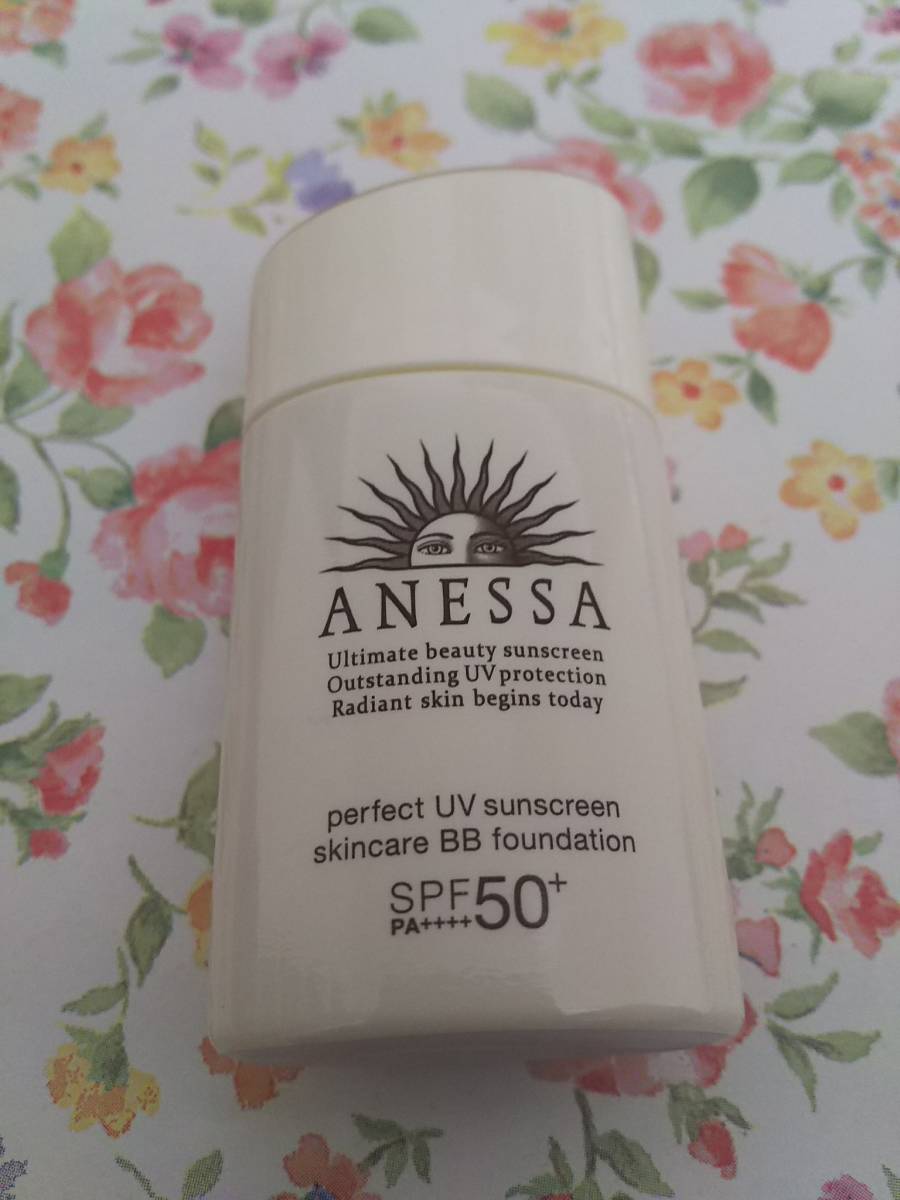 ANESSA
Ultimate beauty sunscreen
Outstanding UV protection
Radiant skin begins today
perfect UV sunscreen
skincare BB foundation
SPF50+
PA++++